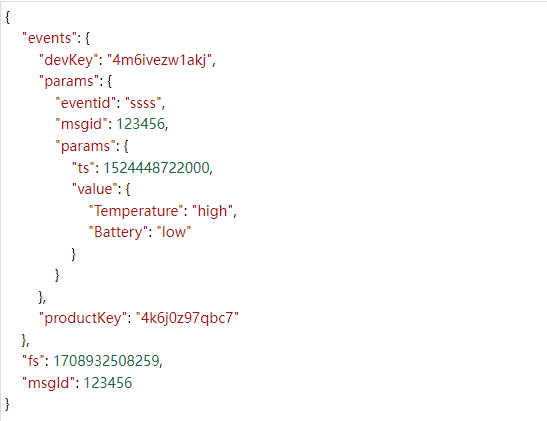 {
    "events": {
        "devKey": "4m6ivezw1akj",
        "params": {
            "eventid": "ssss",
            "msgid": 123456,
            "params": {
                "ts": 1524448722000,
                "value": {
                    "Temperature": "high",
                    "Battery": "low"
                }
            }
        },
        "productKey": "4k6j0z97qbc7"
    },
    "fs": 1708932508259,
    "msgId": 123456
}